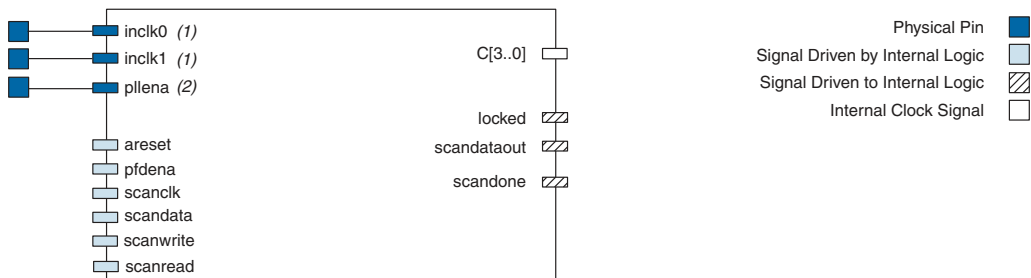 inclk0 (1)
inclk1 (1)
pllena (2)
areset
pfdena
scanclk
scandata
scanwrite
scanread
C[3..0]
locked
scandataout
scandone
Physical Pin
Signal Driven by Internal Logic
Signal Driven to Internal Logic
Internal Clock Signal